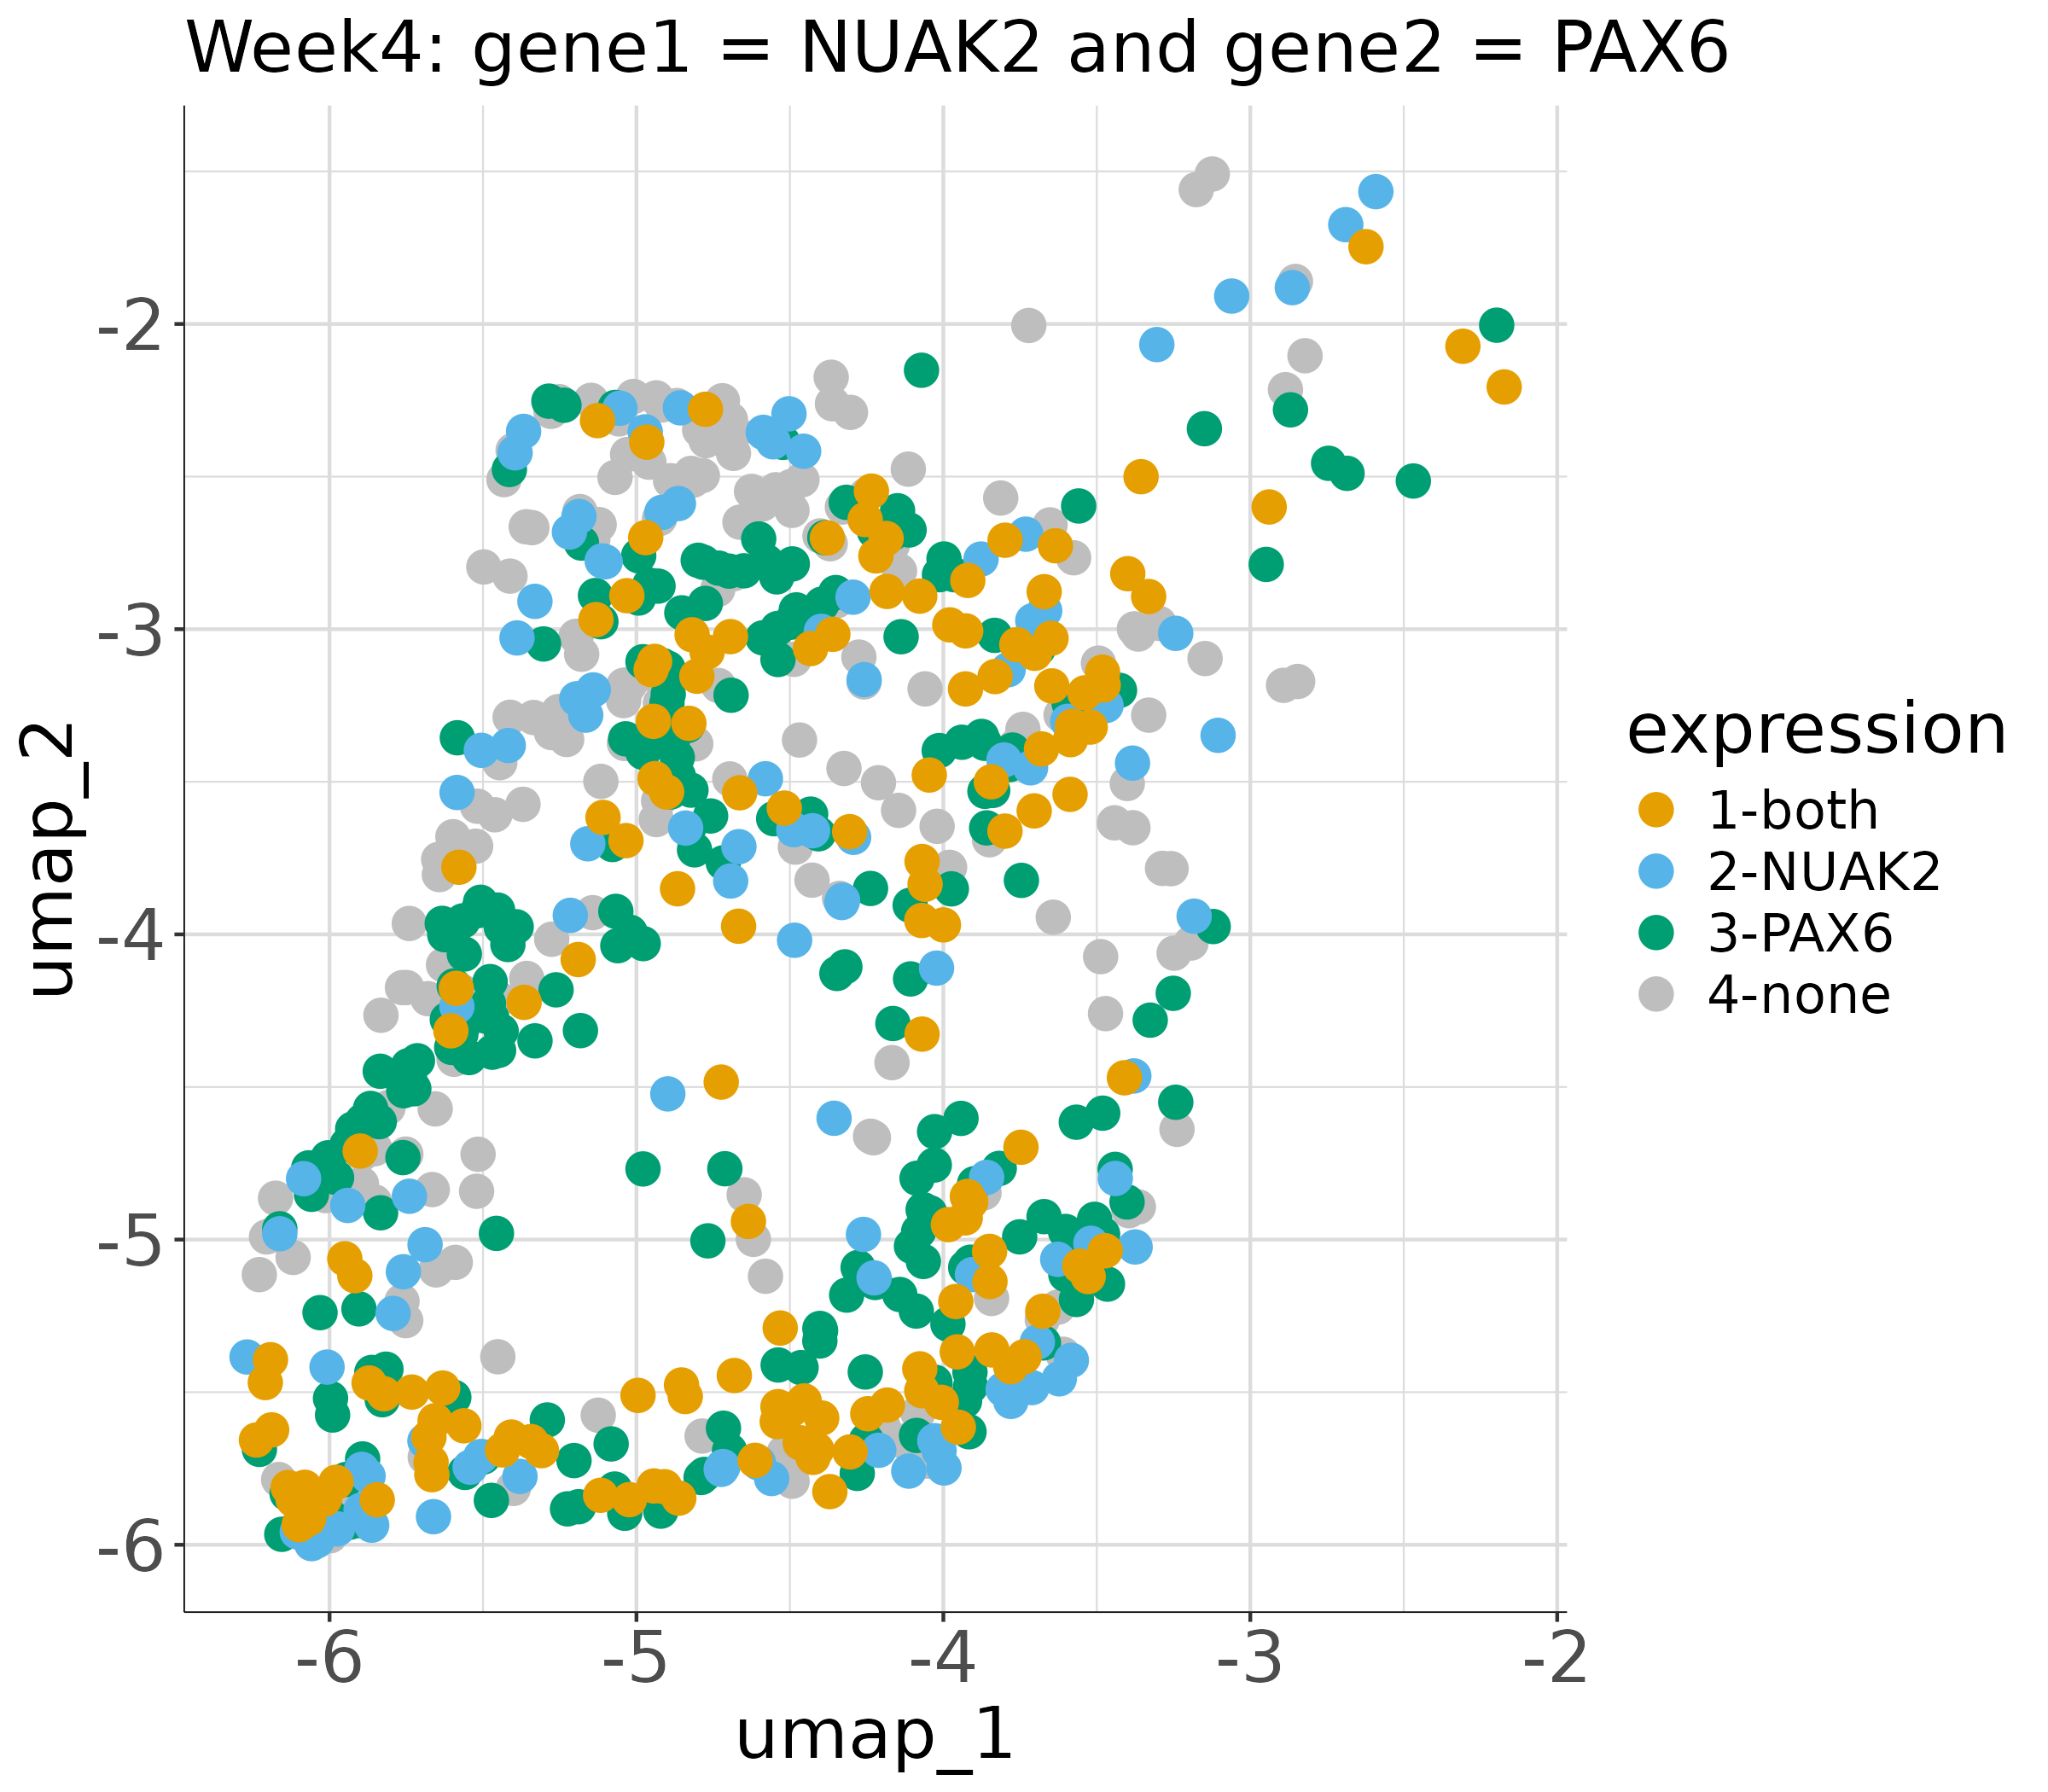 Week4: gene1 = NUAK2 and gene2 = PAX6
umap_2
-2
-3
-4
-5
-6
-6 -5 -4 -3 -2
umap_1
expression
1-both
2-NUAK2
3-PAX6
4-none